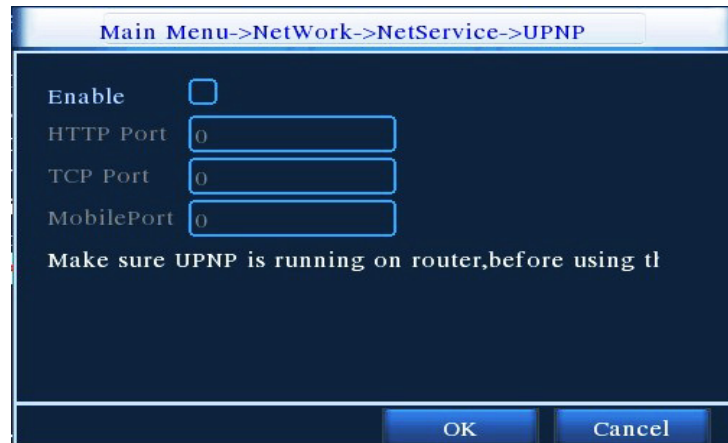 Main Menu->NetWork->NetService->UPNP
Enable
HTTP Port 0
TCP Port 0
MobilePort 0
Make sure UPNP is running on router,before using
OK Cancel